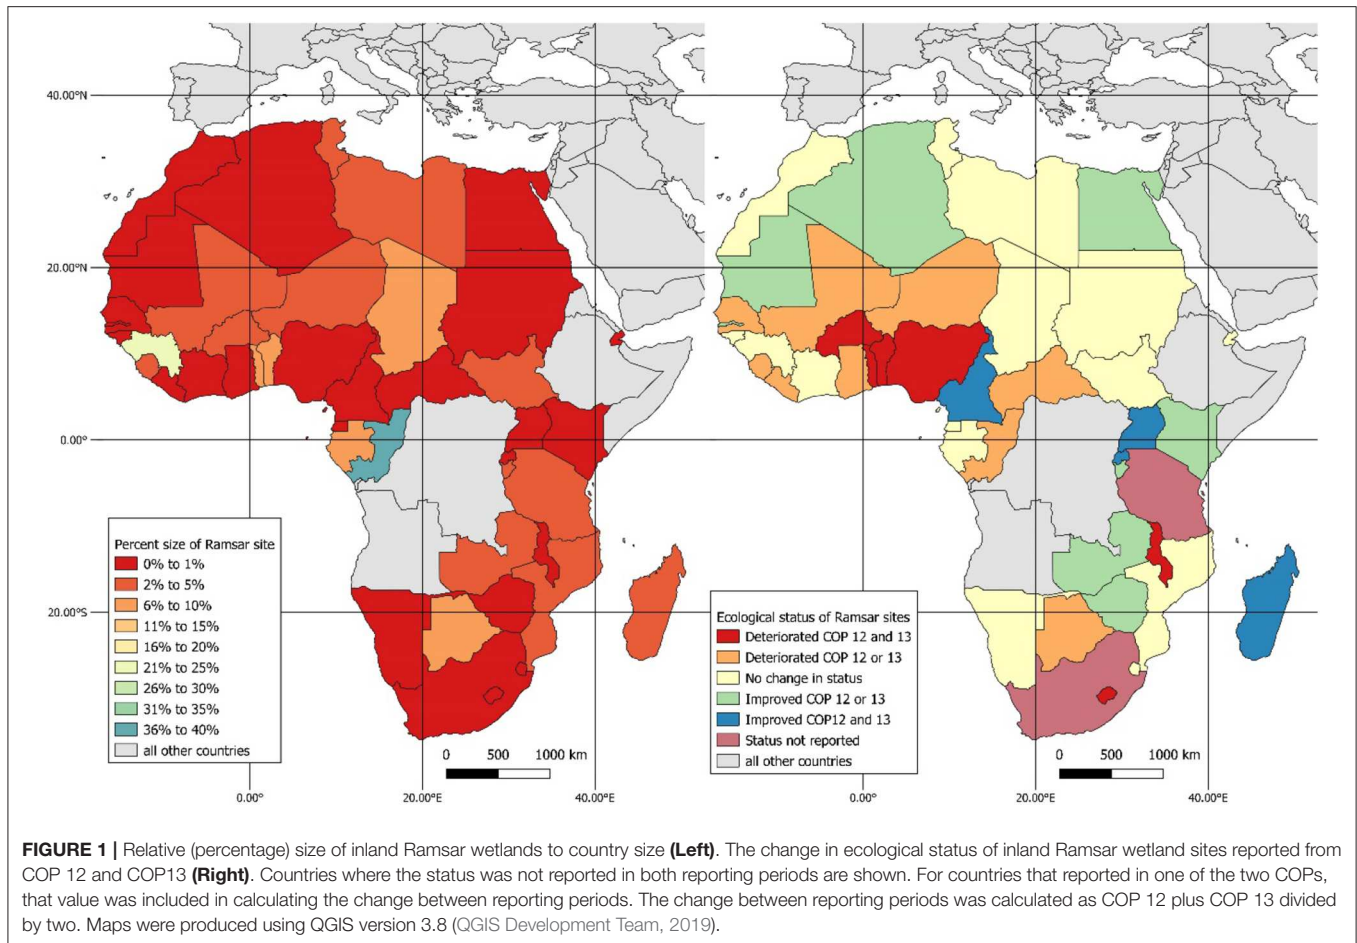 40.00°N
20.00°N
0.00°
20.00°S
Percent size of Ramsar site
0% to 1%
2% to 5%
6% to 10%
11% to 15%
16% to 20%
21% to 25%
26% to 30%
31% to 35%
36% to 40%
all other countries
0 500 1000 km
0.00° 20.00°E 40.00°E
Ecological status of Ramsar sites
Deteriorated COP 12 and 13
Deteriorated COP 12 or 13
No change in status
Improved COP 12 or 13
Improved COP12 and 13
Status not reported
all other countries
0 500 1000 km
0.00° 20.00°E 40.00°E
FIGURE 1 | Relative (percentage) size of inland Ramsar wetlands to country size (Left). The change in ecological status of inland Ramsar wetland sites reported from
COP 12 and COP13 (Right). Countries where the status was not reported in both reporting periods are shown. For countries that reported in one of the two COPs,
that value was included in calculating the change between reporting periods. The change between reporting periods was calculated as COP 12 plus COP 13 divided
by two. Maps were produced using QGIS version 3.8 (QGIS Development Team, 2019).